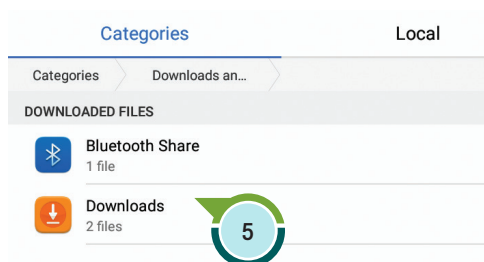 Categories Local
Categories Downloads an...
DOWNLOADED FILES
Bluetooth Share
1 file
Downloads
2 files
5